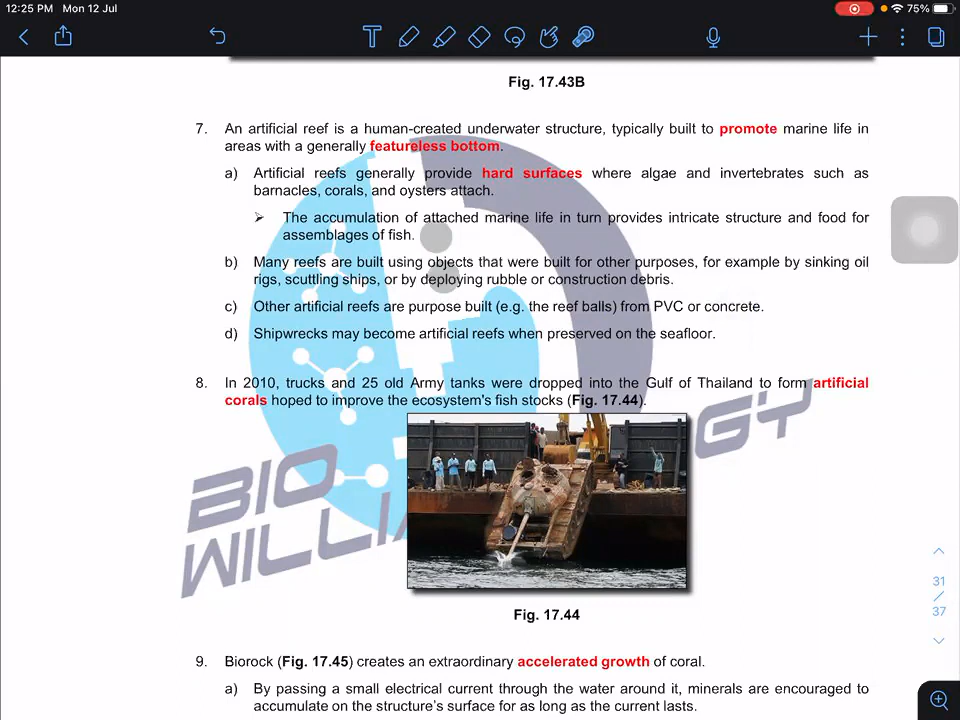 12:25 PM Mon 12 Jul
75%
Fig. 17.43B
7. An artificial reef is a human-created underwater structure, typically built to promote marine life in
areas with a generally featureless bottom.
a) Artificial reefs generally provide hard surfaces where algae and invertebrates such as
barnacles, corals, and oysters attach.
➢ The accumulation of attached marine life in turn provides intricate structure and food for
assemblages of fish.
b) Many reefs are built using objects that were built for other purposes, for example by sinking oil
rigs, scuttling ships, or by deploying rubble or construction debris.
c) Other artificial reefs are purpose built (e.g. the reef balls) from PVC or concrete.
d) Shipwrecks may become artificial reefs when preserved on the seafloor.
8. In 2010, trucks and 25 old Army tanks were dropped into the Gulf of Thailand to form artificial
corals hoped to improve the ecosystem's fish stocks (Fig. 17.44).
BIO
GY
WILLI
Fig. 17.44
31
/
37
9. Biorock (Fig. 17.45) creates an extraordinary accelerated growth of coral.
a) By passing a small electrical current through the water around it, minerals are encouraged to
accumulate on the structure's surface for as long as the current lasts.